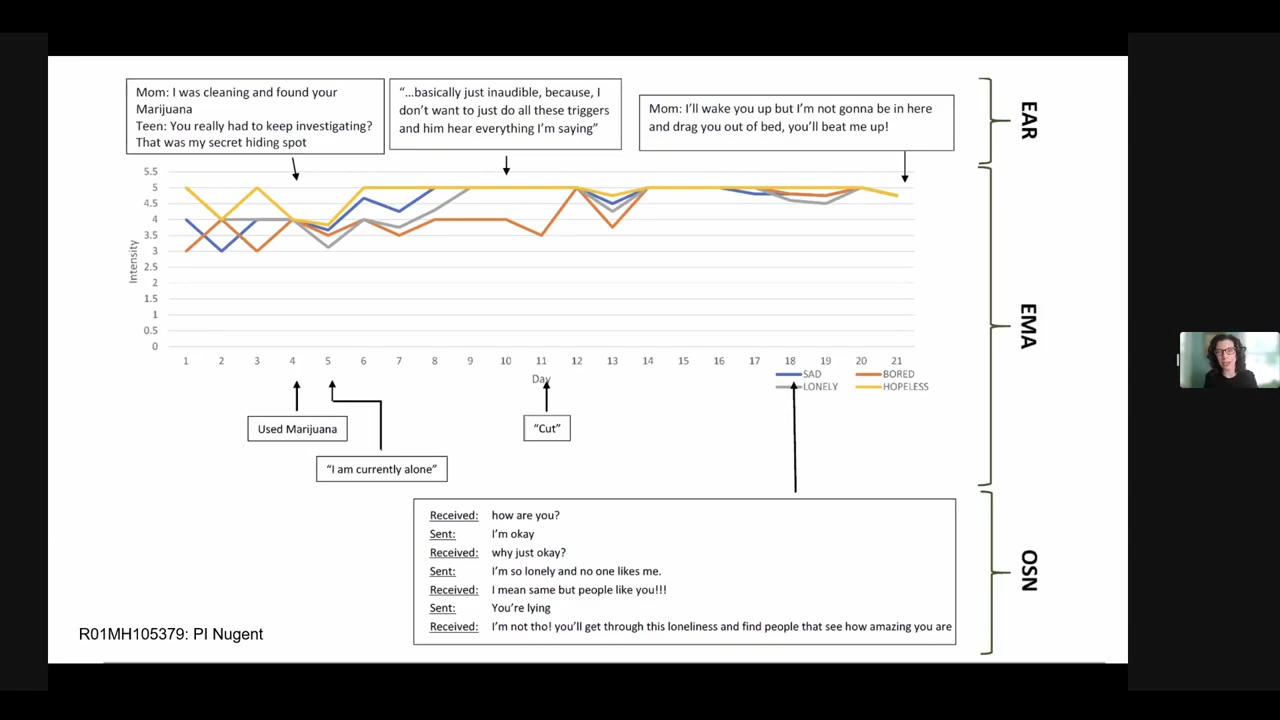 Mom: I was cleaning and found your
Marijuana
Teen: You really had to keep investigating?
That was my secret hiding spot
“…basically just inaudible, because, I
don’t want to just do all these triggers
and him hear everything I’m saying”
Mom: I’ll wake you up but I’m not gonna be in here
and drag you out of bed, you’ll beat me up!
EAR
5.5
5
4.5
4
3.5
3
2.5
2
1.5
1
0.5
0
Intensity
1 2 3 4 5 6 7 8 9 10 11 12 13 14 15 16 17 18 19 20 21
Day
SAD BORED
LONELY HOPELESS
EMA
Used Marijuana
“Cut”
“I am currently alone”
Received: how are you?
Sent: I’m okay
Received: why just okay?
Sent: I’m so lonely and no one likes me.
Received: I mean same but people like you!!!
Sent: You’re lying
Received: I’m not tho! you’ll get through this loneliness and find people that see how amazing you are
OSN
R01MH105379: PI Nugent